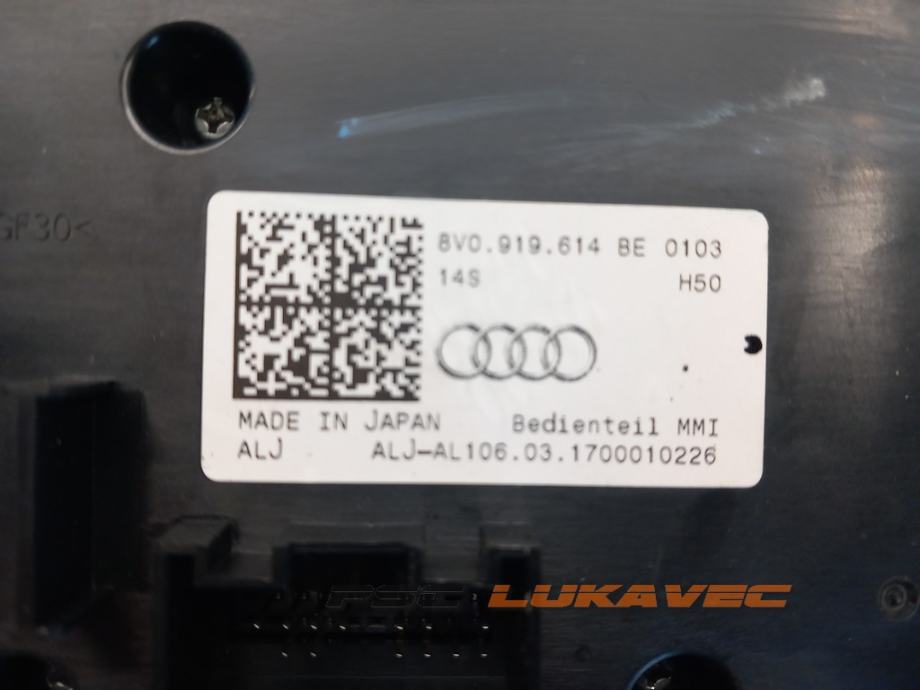 GF30<
8V0.919.614 BE 0103
14S H50
MADE IN JAPAN Bedienteil MMI
ALJ ALJ-AL106.03.1700010226
PSC LUKAVEC